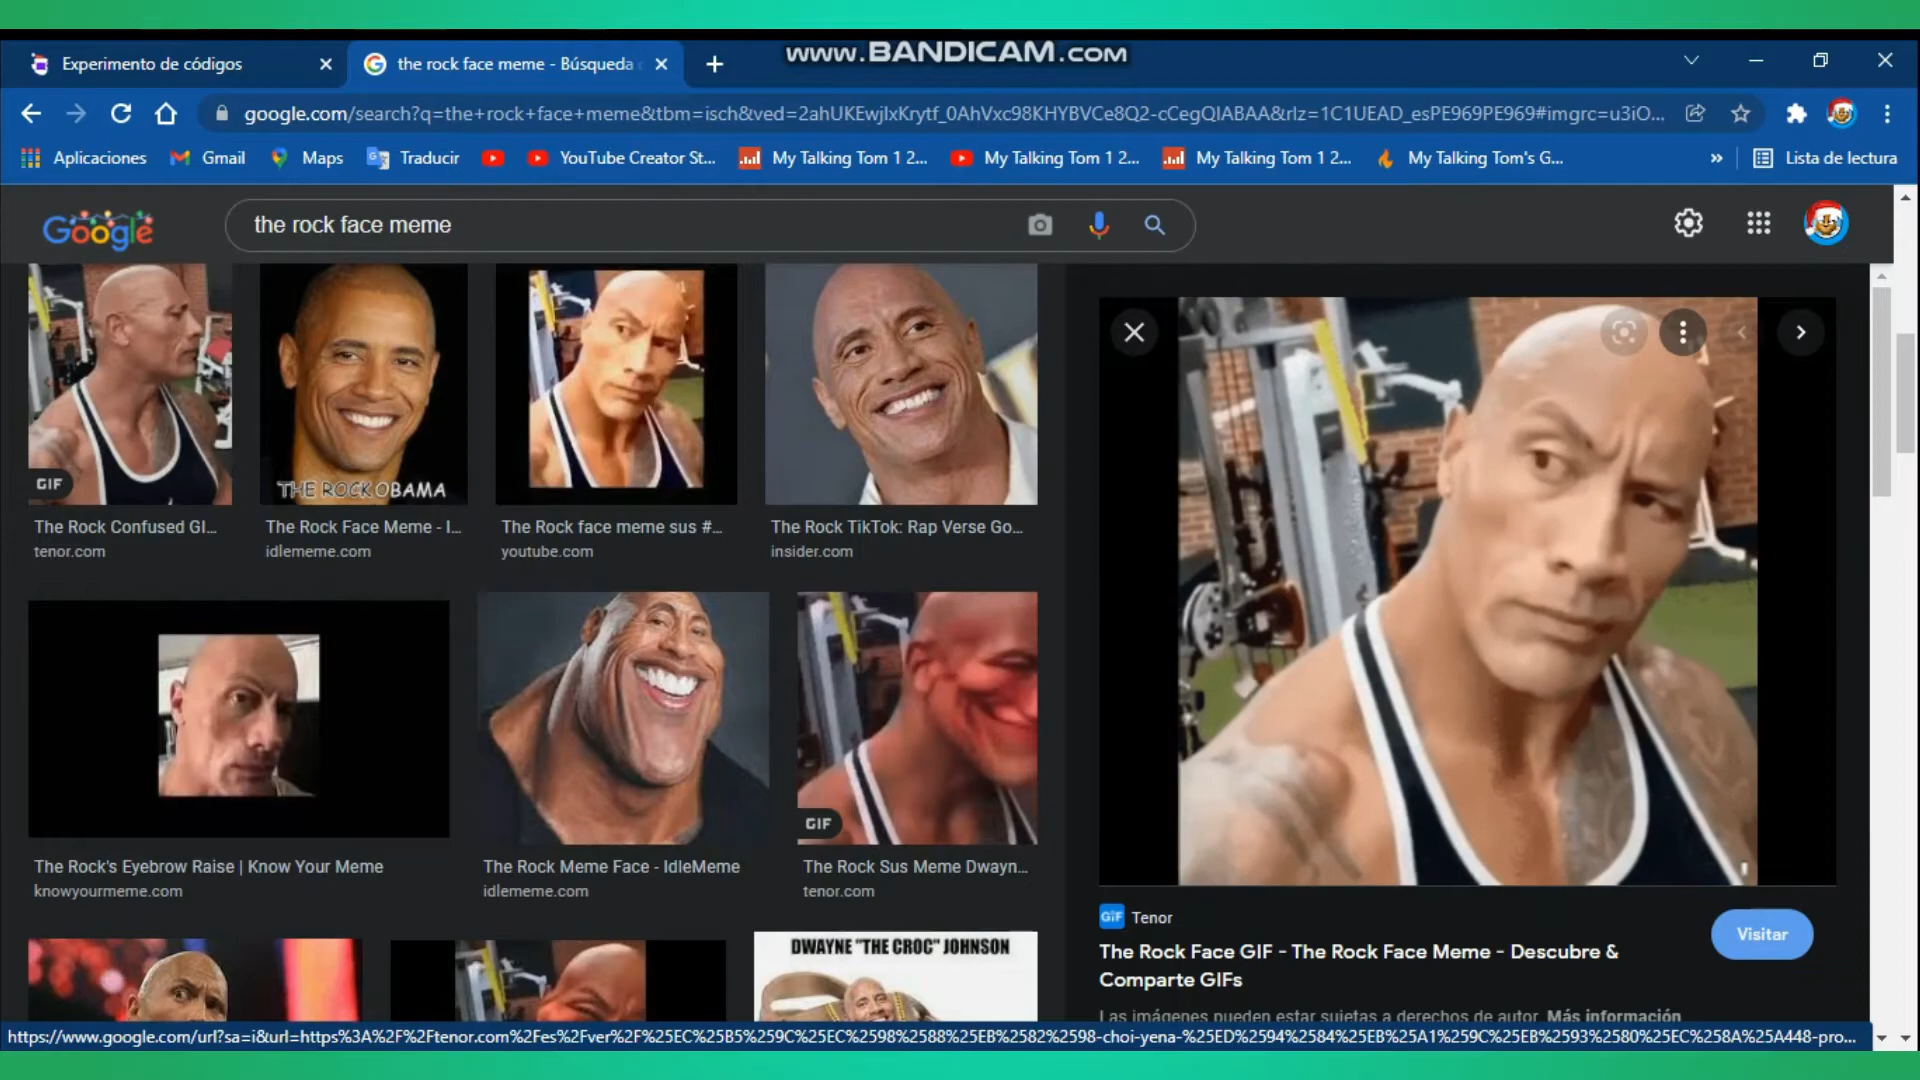 www.BANDICAM.com
Experimento de códigos
the rock face meme - Búsqueda
google.com/search?q=the+rock+face+meme&tbm=isch&ved=2ahUKEwjIxKrytf_0AhVxc98KHYBVCe8Q2-cCegQIABAA&rlz=1C1UEAD_esPE969PE969#imgrc=u3iO...
Aplicaciones Gmail Maps Traducir YouTube Creator St... My Talking Tom 1 2... My Talking Tom 1 2... My Talking Tom 1 2... My Talking Tom's G... » Lista de lectura
Google
the rock face meme
GIF
THE ROCK OBAMA
The Rock Confused GI...
tenor.com
The Rock Face Meme - I...
idlememe.com
The Rock face meme sus #...
youtube.com
The Rock TikTok: Rap Verse Go...
insider.com
The Rock's Eyebrow Raise | Know Your Meme
knowyourmeme.com
The Rock Meme Face - IdleMeme
idlememe.com
GIF
The Rock Sus Meme Dwayn...
tenor.com
DWAYNE "THE CROC" JOHNSON
GIF Tenor
Visitar
The Rock Face GIF - The Rock Face Meme - Descubre &
Comparte GIFs
Las imágenes pueden estar sujetas a derechos de autor. Más información
https://www.google.com/url?sa=i&url=https%3A%2F%2Ftenor.com%2Fes%2Fver%2F%25EC%25B5%259C%25EC%2598%2588%25EB%2582%2598-choi-yena-%25ED%2594%2584%25EB%25A1%259C%25EB%2593%2580%25EC%258A%25A448-pro...